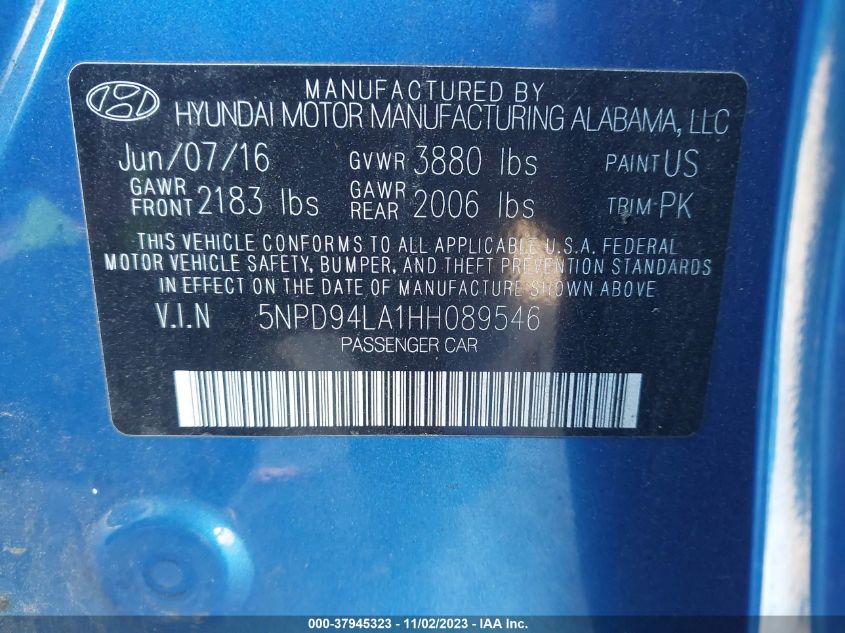 MANUFACTURED BY
HYUNDAI MOTOR MANUFACTURING ALABAMA, LLC
Jun/07/16 GVWR 3880 lbs PAINT US
GAWR FRONT 2183 lbs GAWR REAR 2006 lbs TRIM-PK
THIS VEHICLE CONFORMS TO ALL APPLICABLE U.S.A. FEDERAL
MOTOR VEHICLE SAFETY, BUMPER, AND THEFT PREVENTION STANDARDS
IN EFFECT ON THE DATE OF MANUFACTURE SHOWN ABOVE
V.I.N 5NPD94LA1HH089546
PASSENGER CAR
000-37945323 - 11/02/2023 - IAA Inc.